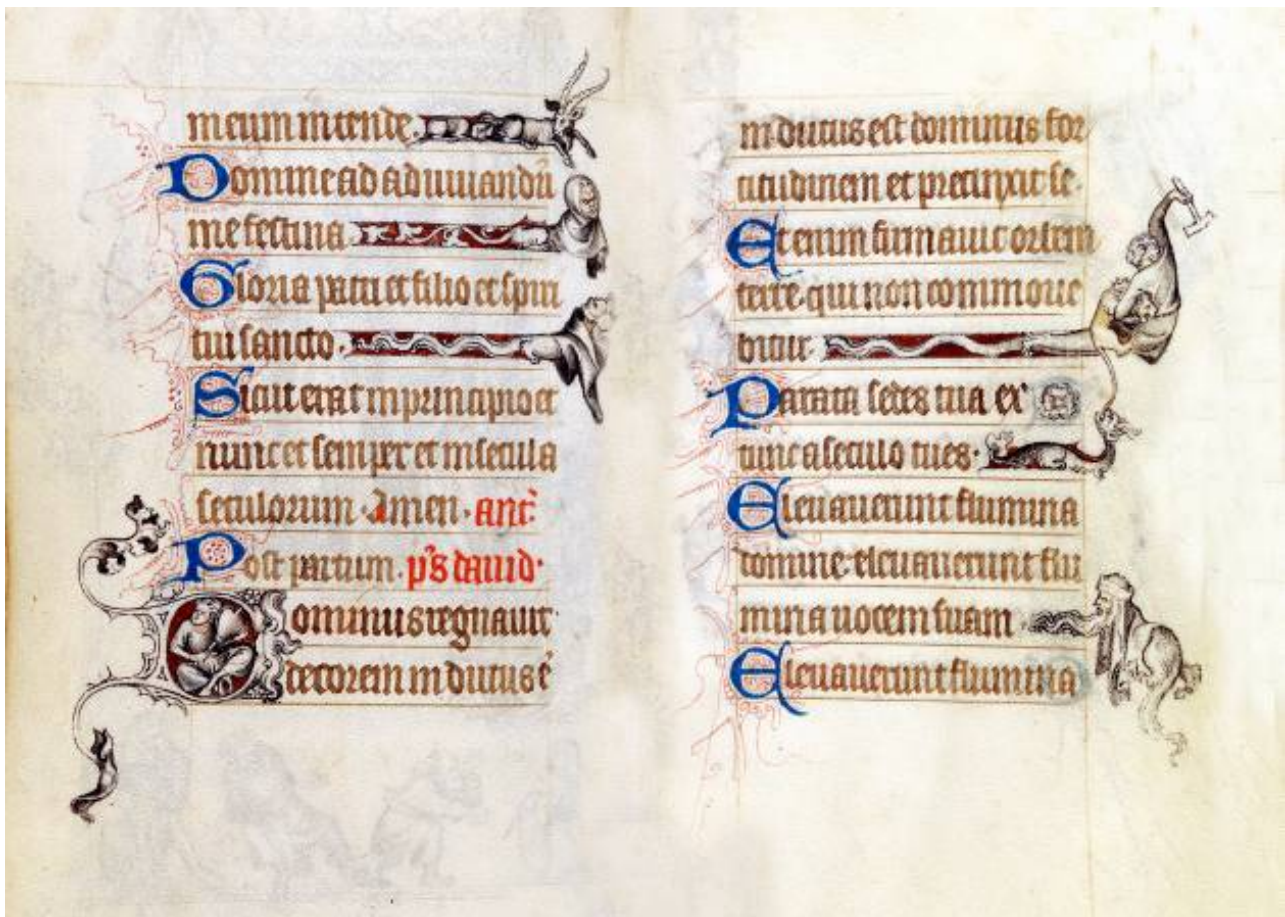 meum intende.
Domine ad adiuuandū
me festina.
Gloria patri et filio et spiri
tui sancto.
Sicut erat in principio et
nunc et semper et in secula
seculorum. Amen. ant̃.
Post partum. p̃s dauid.
Dominus regnauit
decorem indutus ē
indutus est dominus for
titudinem et precinxit se.
Etenim firmauit orbem
terre. qui non commoue
bitur.
Parata sedes tua ex
tunc a seculo tu es.
Eleuauerunt flumina
domine. eleuauerunt flu
mina uocem suam
Eleuauerunt flumina